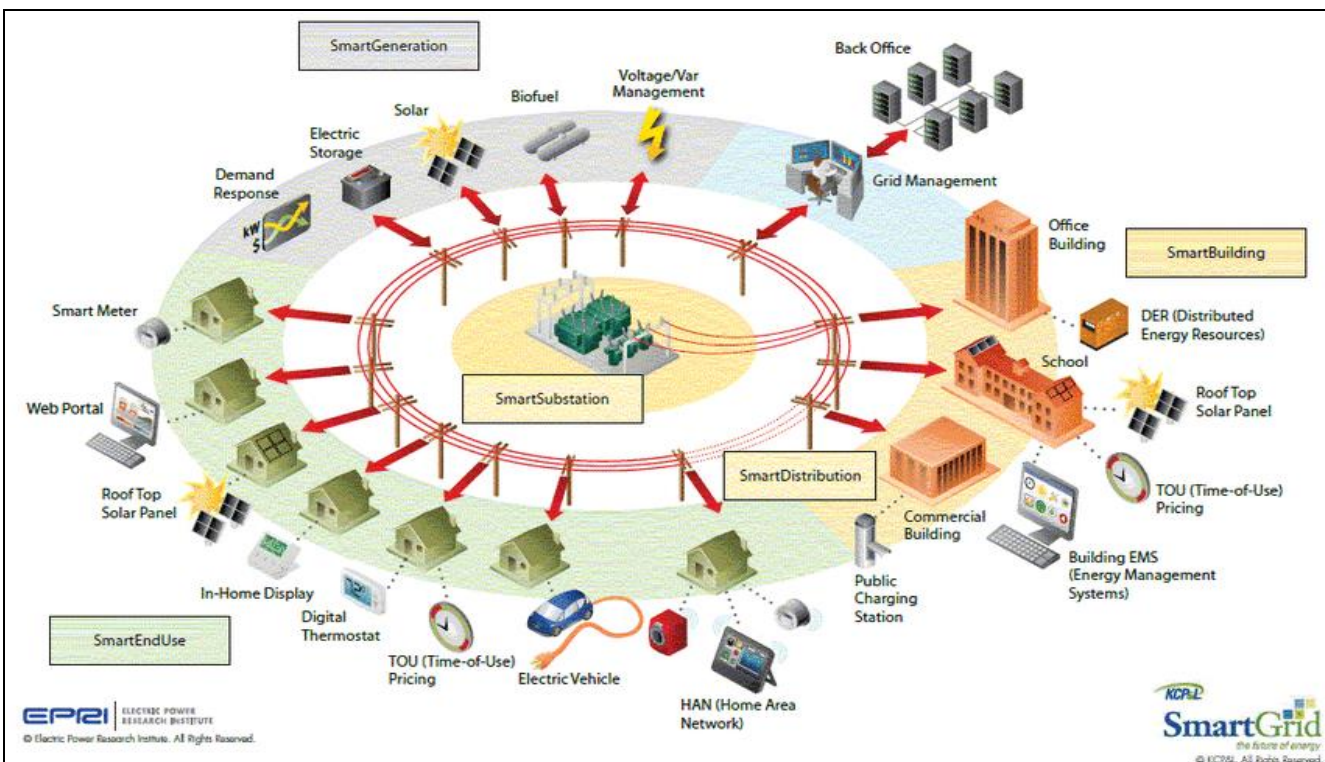 SmartGeneration
Back Office
Voltage/Var
Management
Biofuel
Solar
Electric
Storage
Demand
Response
kW
$
Grid Management
Office
Building
SmartBuilding
Smart Meter
DER (Distributed
Energy Resources)
School
SmartSubstation
Web Portal
Roof Top
Solar Panel
SmartDistribution
Roof Top
Solar Panel
TOU (Time-of-Use)
Pricing
Commercial
Building
Building EMS
(Energy Management
Systems)
Public
Charging
Station
In-Home Display
Digital
Thermostat
SmartEndUse
TOU (Time-of-Use)
Pricing
Electric Vehicle
HAN (Home Area
Network)
EPRI
ELECTRIC POWER
RESEARCH INSTITUTE
© Electric Power Research Institute. All Rights Reserved.
KCP&L
SmartGrid
the future of energy
© KCP&L. All Rights Reserved.